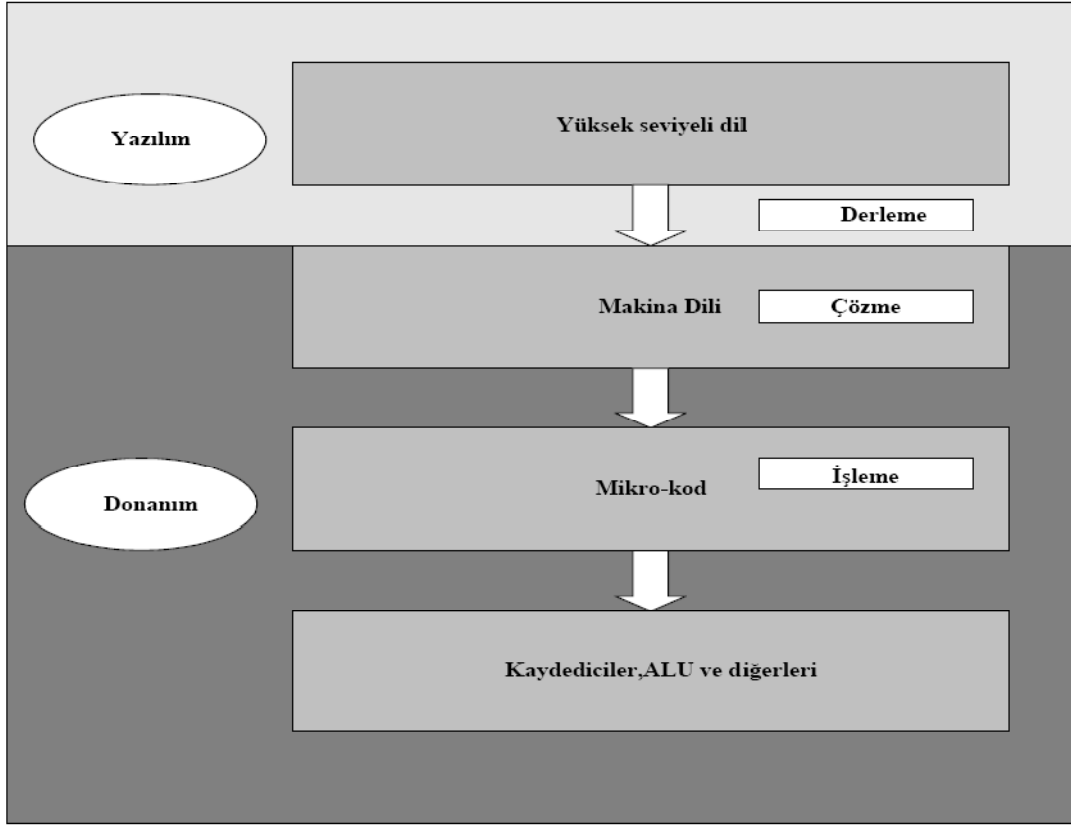 Yazılım
Yüksek seviyeli dil
Derleme
Makina Dili
Çözme
Donanım
Mikro-kod
İşleme
Kaydediciler,ALU ve diğerleri